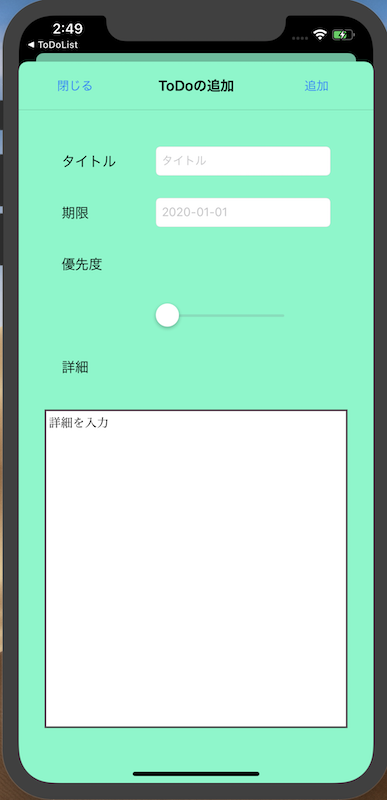 2:49
◀ ToDoList
閉じる
ToDoの追加
追加
タイトル
タイトル
期限
2020-01-01
優先度
詳細
詳細を入力